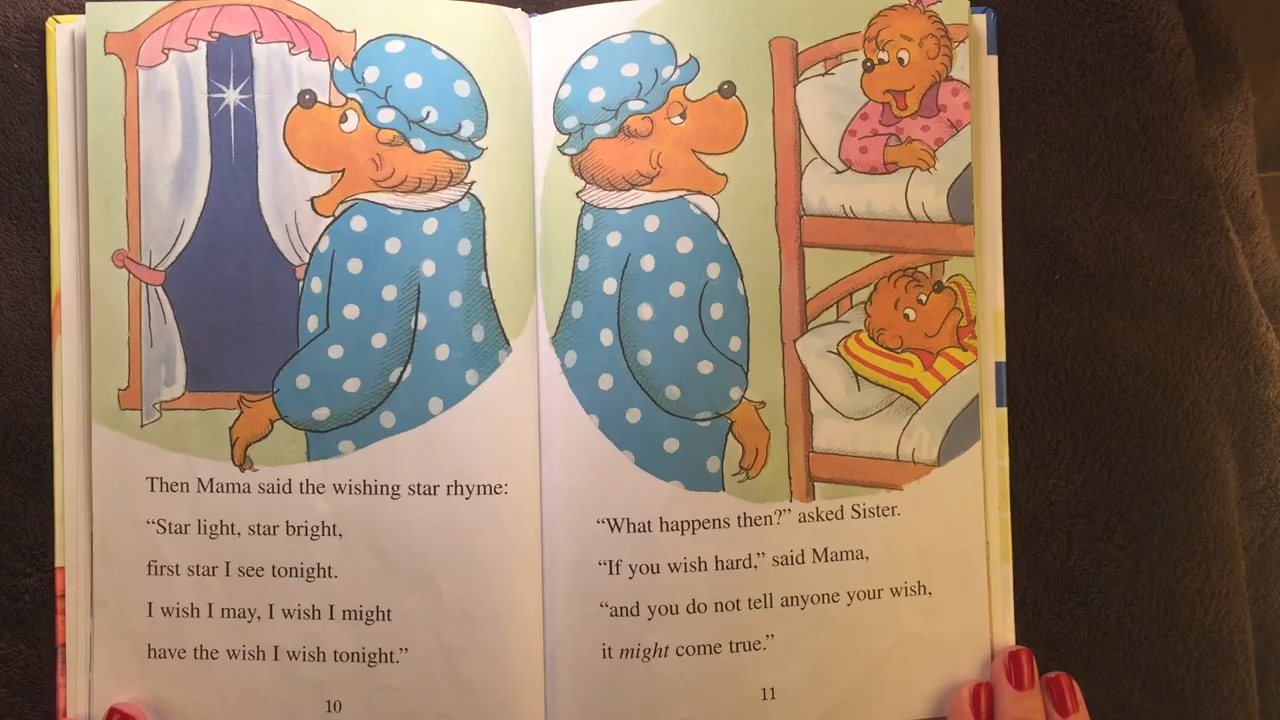 Then Mama said the wishing star rhyme:
“Star light, star bright,
first star I see tonight.
I wish I may, I wish I might
have the wish I wish tonight.”
10
“What happens then?” asked Sister.
“If you wish hard,” said Mama,
“and you do not tell anyone your wish,
it might come true.”
11